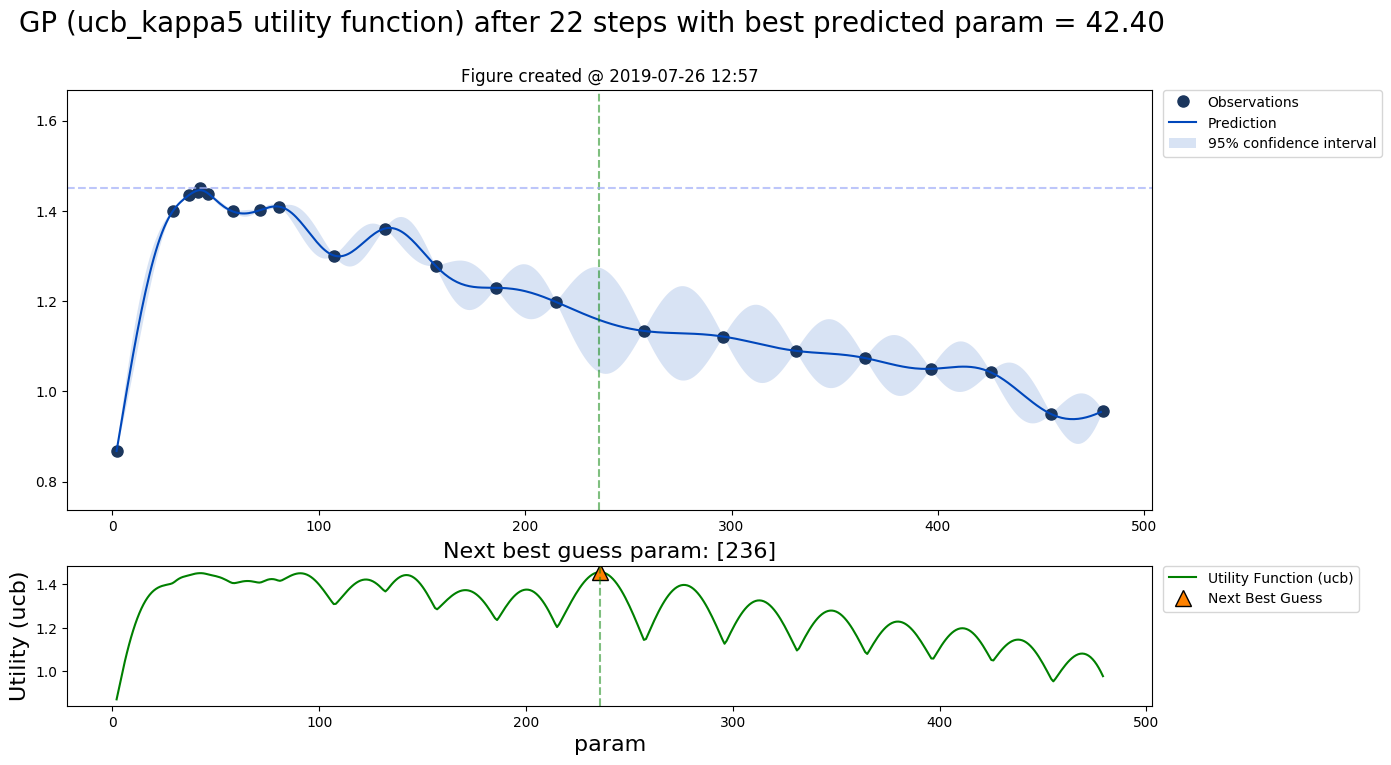 GP (ucb_kappa5 utility function) after 22 steps with best predicted param = 42.40
Figure created @ 2019-07-26 12:57
1.6
1.4
1.2
1.0
0.8
0 100 200 300 400 500
Observations
Prediction
95% confidence interval
Next best guess param: [236]
Utility (ucb)
1.4
1.2
1.0
0 100 200 300 400 500
param
Utility Function (ucb)
Next Best Guess